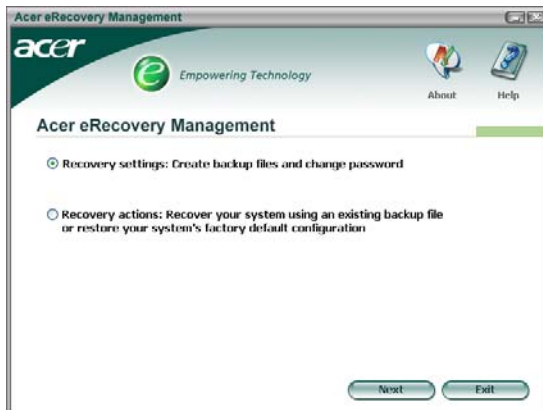 Acer eRecovery Management
acer
e Empowering Technology
About Help
Acer eRecovery Management
Recovery settings: Create backup files and change password
Recovery actions: Recover your system using an existing backup file
or restore your system's factory default configuration
Next Exit